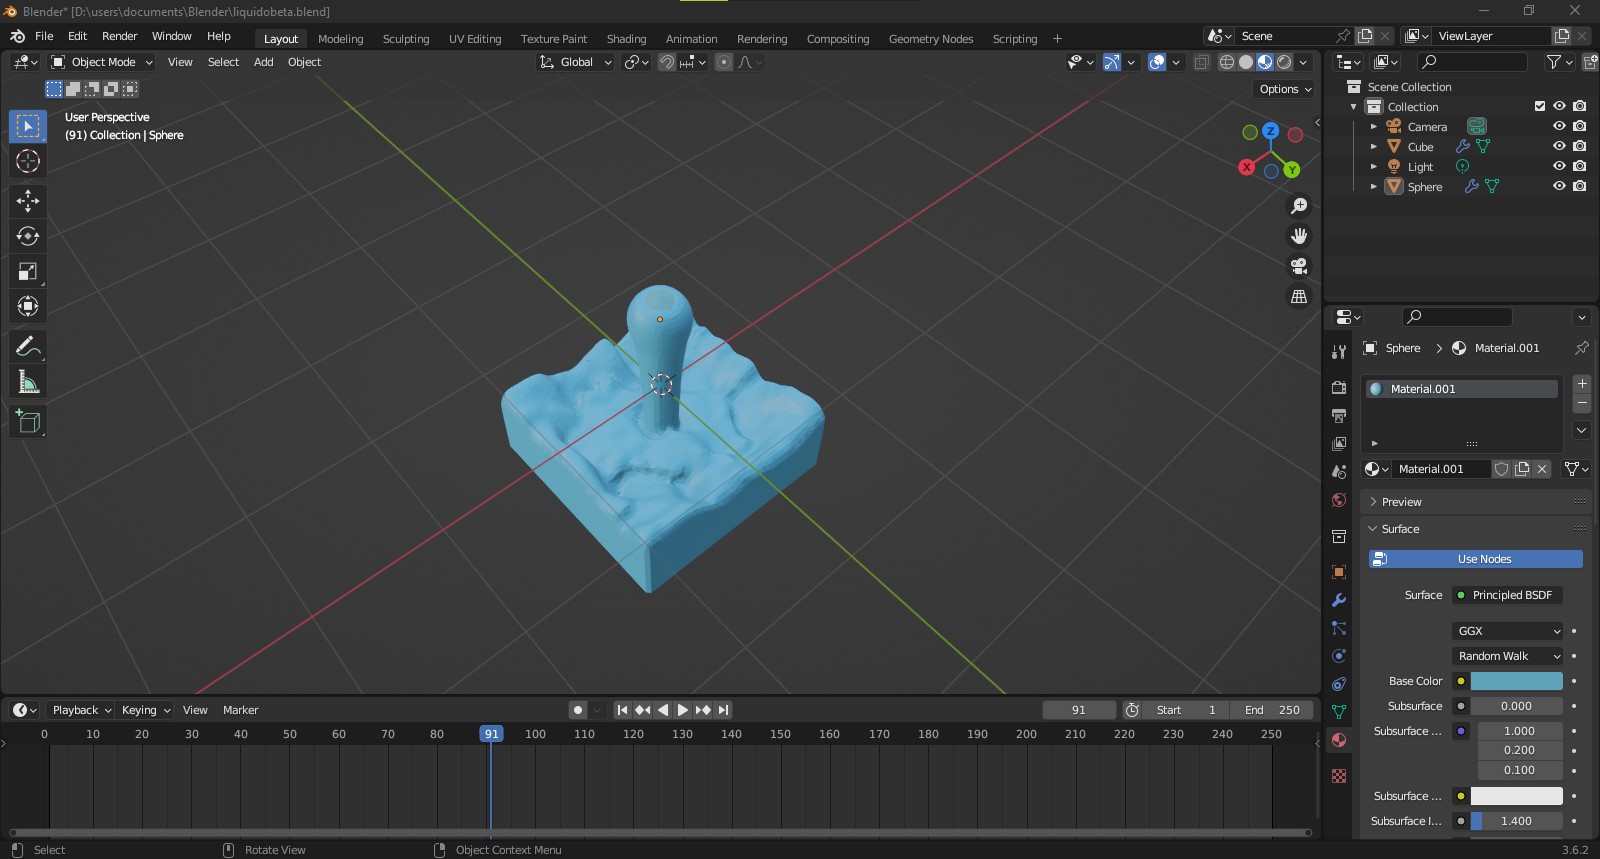 Blender* [D:\users\documents\Blender\liquidobeta.blend]
File Edit Render Window Help
Layout Modeling Sculpting UV Editing Texture Paint Shading Animation Rendering Compositing Geometry Nodes Scripting +
Scene
ViewLayer
Object Mode View Select Add Object
Global
Options
User Perspective
(91) Collection | Sphere
Z
X
Y
Scene Collection
Collection
Camera
Cube
Light
Sphere
Sphere > Material.001
Material.001
Material.001
Preview
Surface
Use Nodes
Surface Principled BSDF
GGX
Random Walk
Base Color
Subsurface 0.000
Subsurface ... 1.000
0.200
0.100
Subsurface ...
Subsurface I... 1.400
Playback Keying View Marker
91 Start 1 End 250
0 10 20 30 40 50 60 70 80 91 100 110 120 130 140 150 160 170 180 190 200 210 220 230 240 250
Select Rotate View Object Context Menu
3.6.2